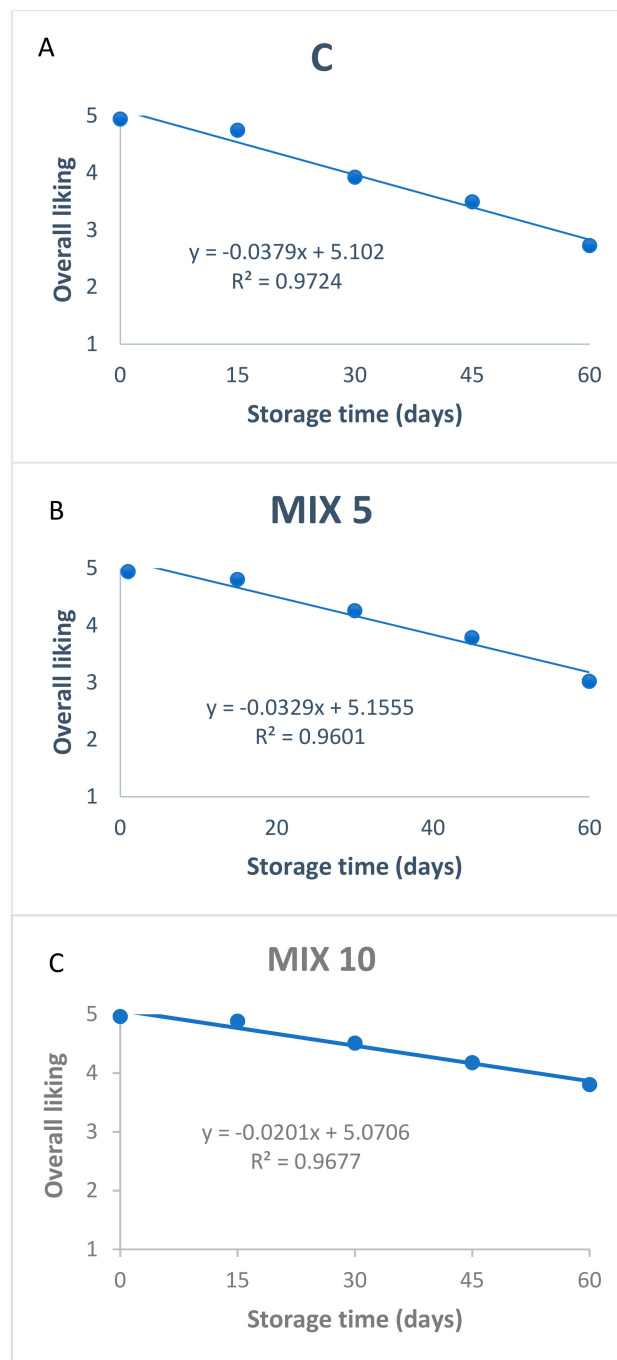 A
C
5
4
3
2
1
Overall liking
y = -0.0379x + 5.102
R² = 0.9724
0 15 30 45 60
Storage time (days)
B
MIX 5
5
4
3
2
1
Overall liking
y = -0.0329x + 5.1555
R² = 0.9601
0 20 40 60
Storage time (days)
C
MIX 10
5
4
3
2
1
Overall liking
y = -0.0201x + 5.0706
R² = 0.9677
0 15 30 45 60
Storage time (days)